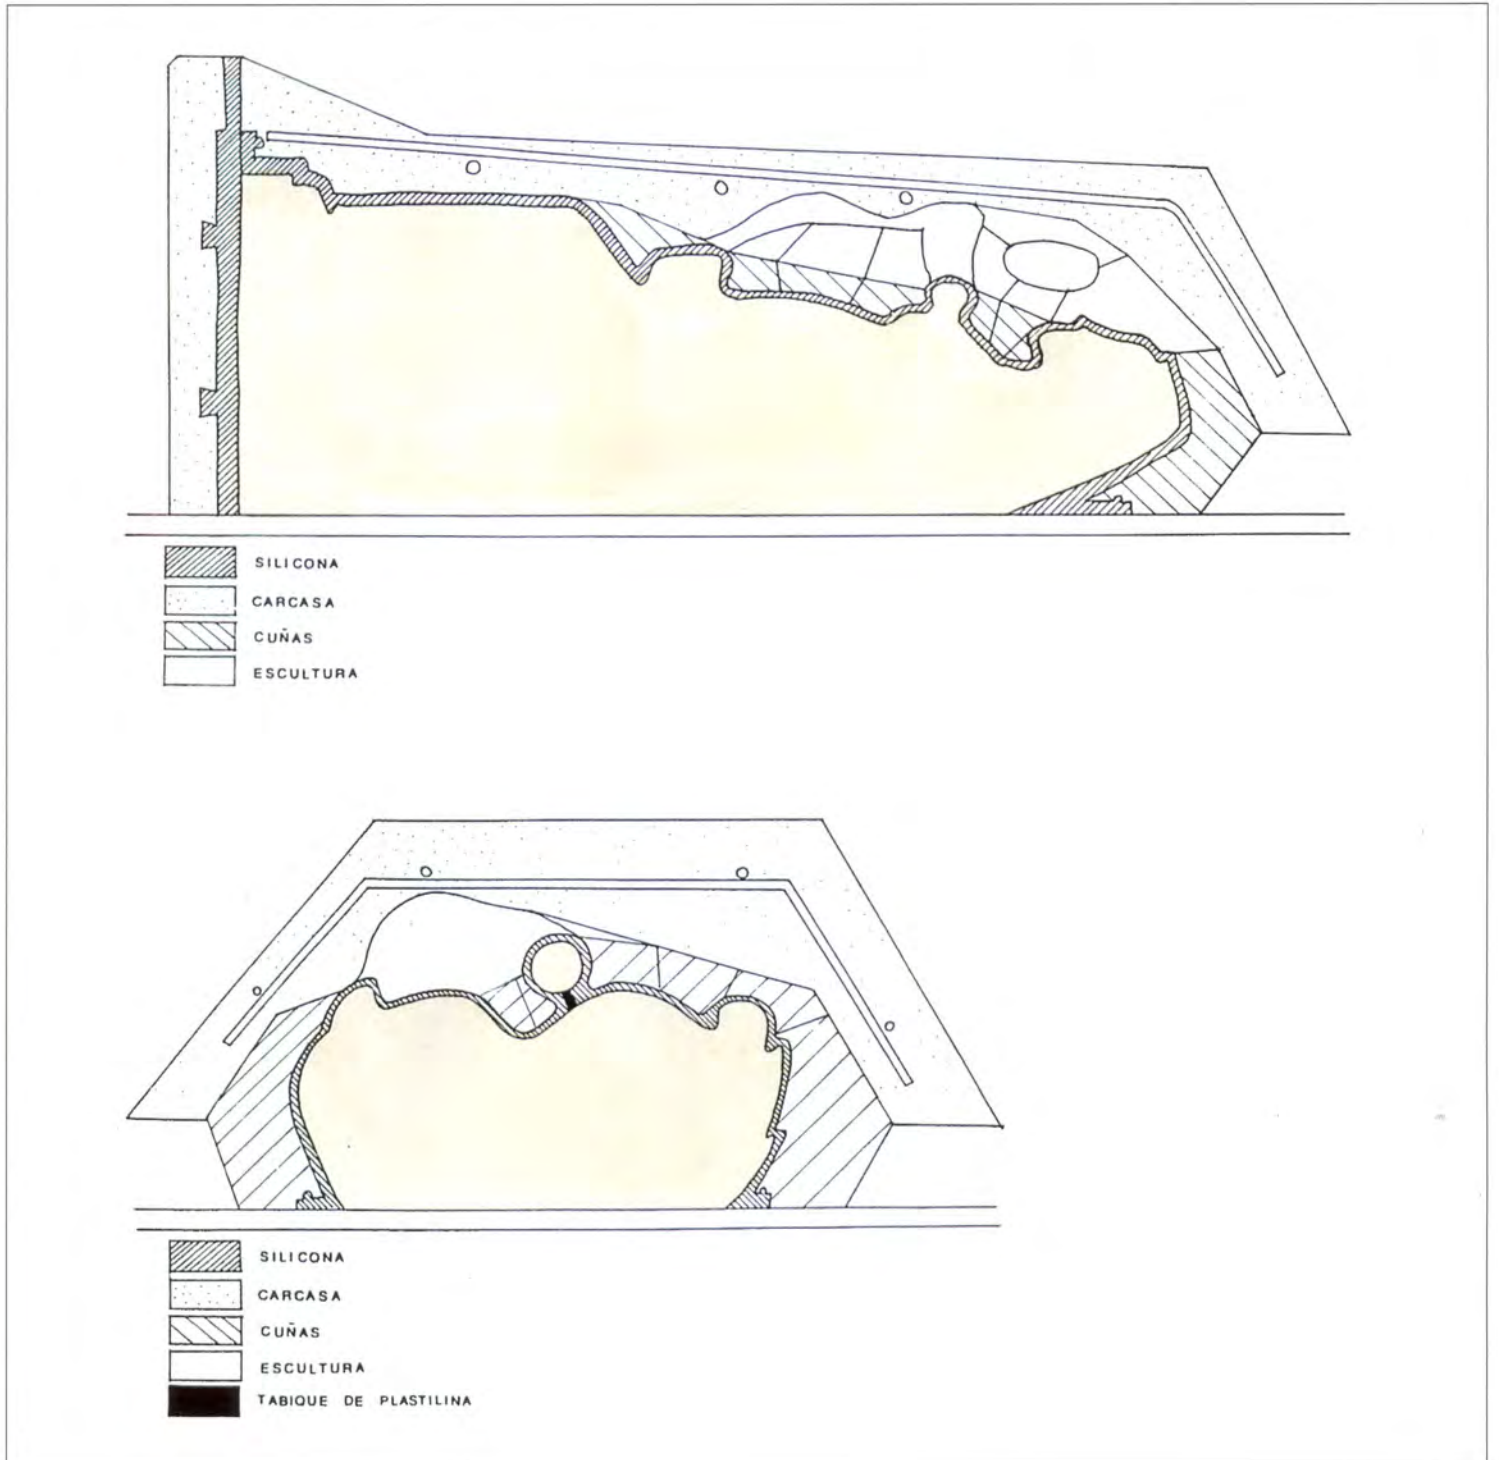 SILICONA
CARCASA
CUÑAS
ESCULTURA
SILICONA
CARCASA
CUÑAS
ESCULTURA
TABIQUE DE PLASTILINA